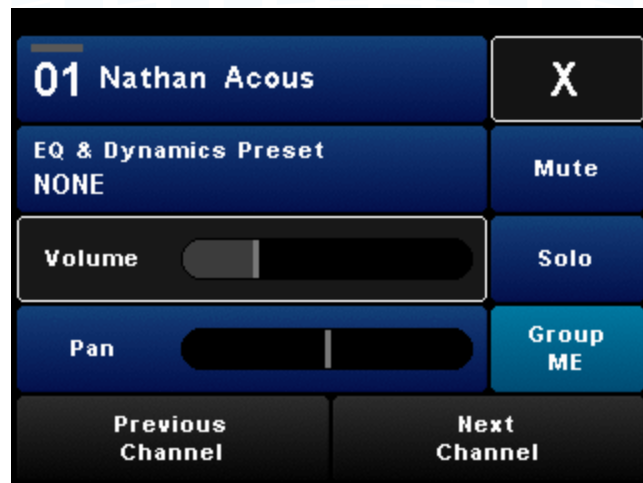 01 Nathan Acous
X
EQ & Dynamics Preset
NONE
Mute
Volume
Solo
Pan
Group
ME
Previous
Channel
Next
Channel